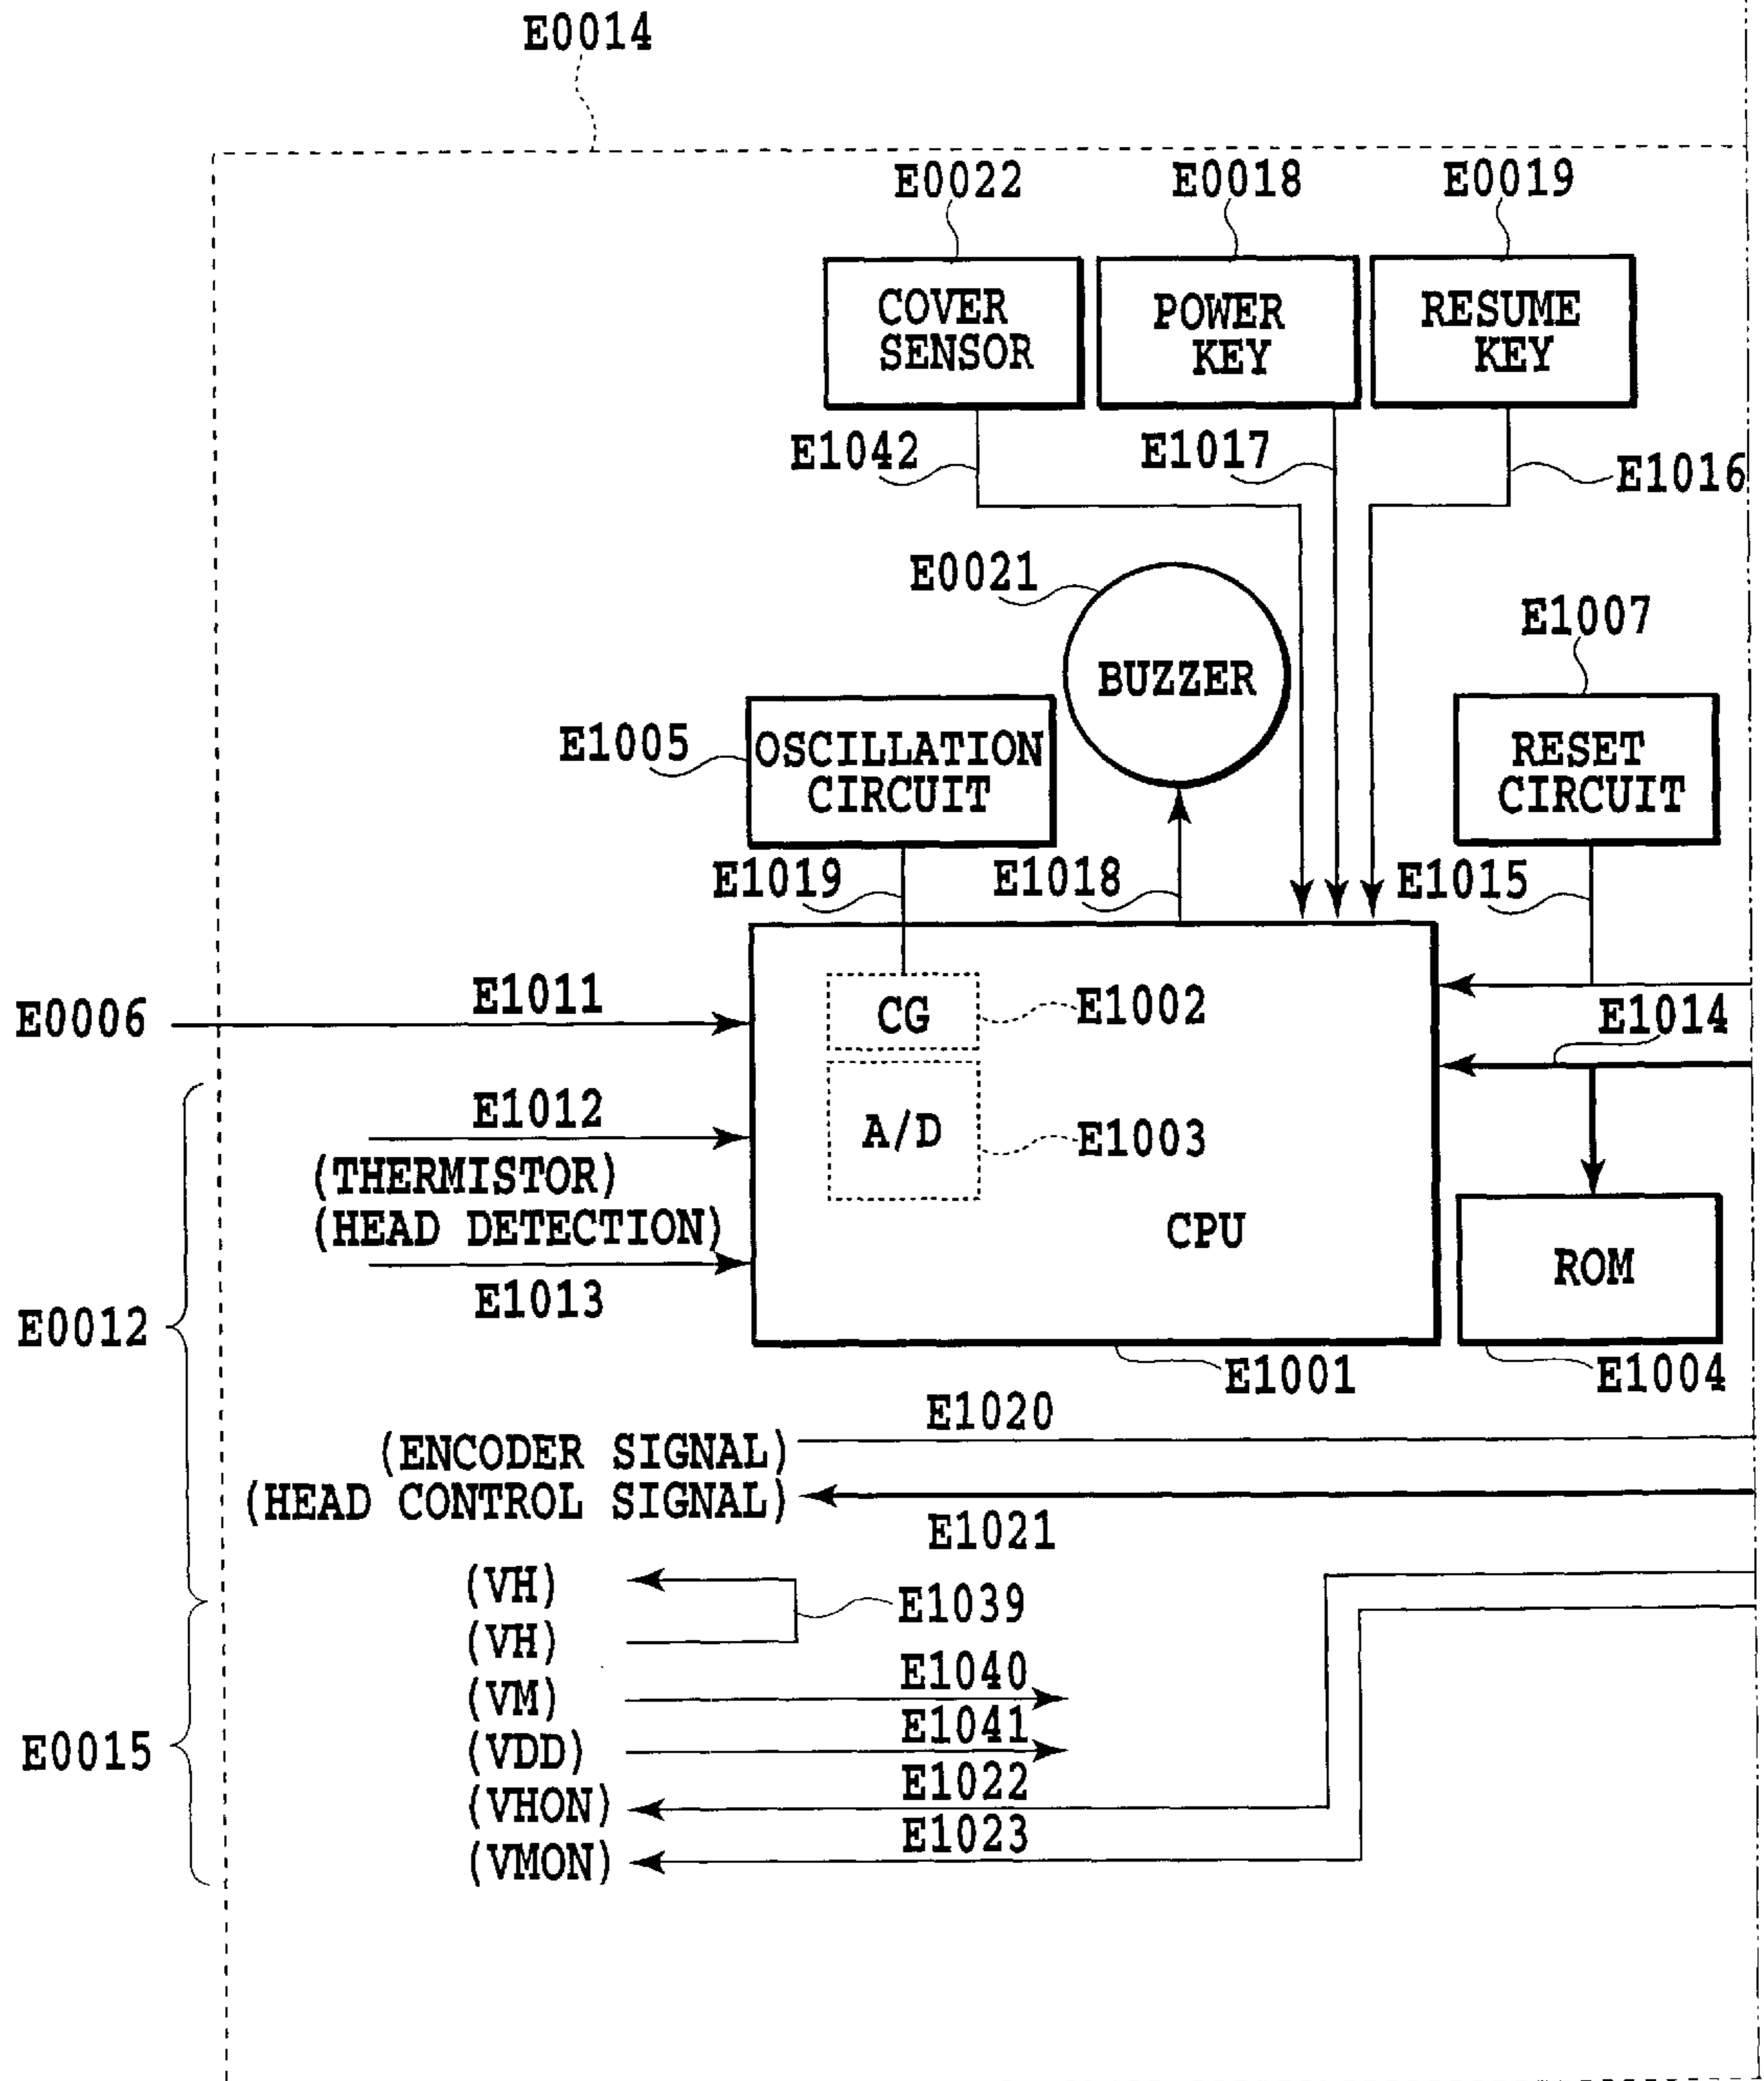 E0014
E0022
E0018
E0019
COVER
SENSOR
POWER
KEY
RESUME
KEY
E1042
E1017
E1016
E0021
BUZZER
E1007
E1005
OSCILLATION
CIRCUIT
RESET
CIRCUIT
E1019
E1018
E1015
E0006
E1011
CG
E1002
E1014
E1012
(THERMISTOR)
A/D
E1003
(HEAD DETECTION)
E1013
CPU
ROM
E0012
E1001
E1004
E1020
(ENCODER SIGNAL)
(HEAD CONTROL SIGNAL)
E1021
(VH)
E1039
(VH)
E1040
(VM)
E1041
E0015
(VDD)
E1022
(VHON)
E1023
(VMON)